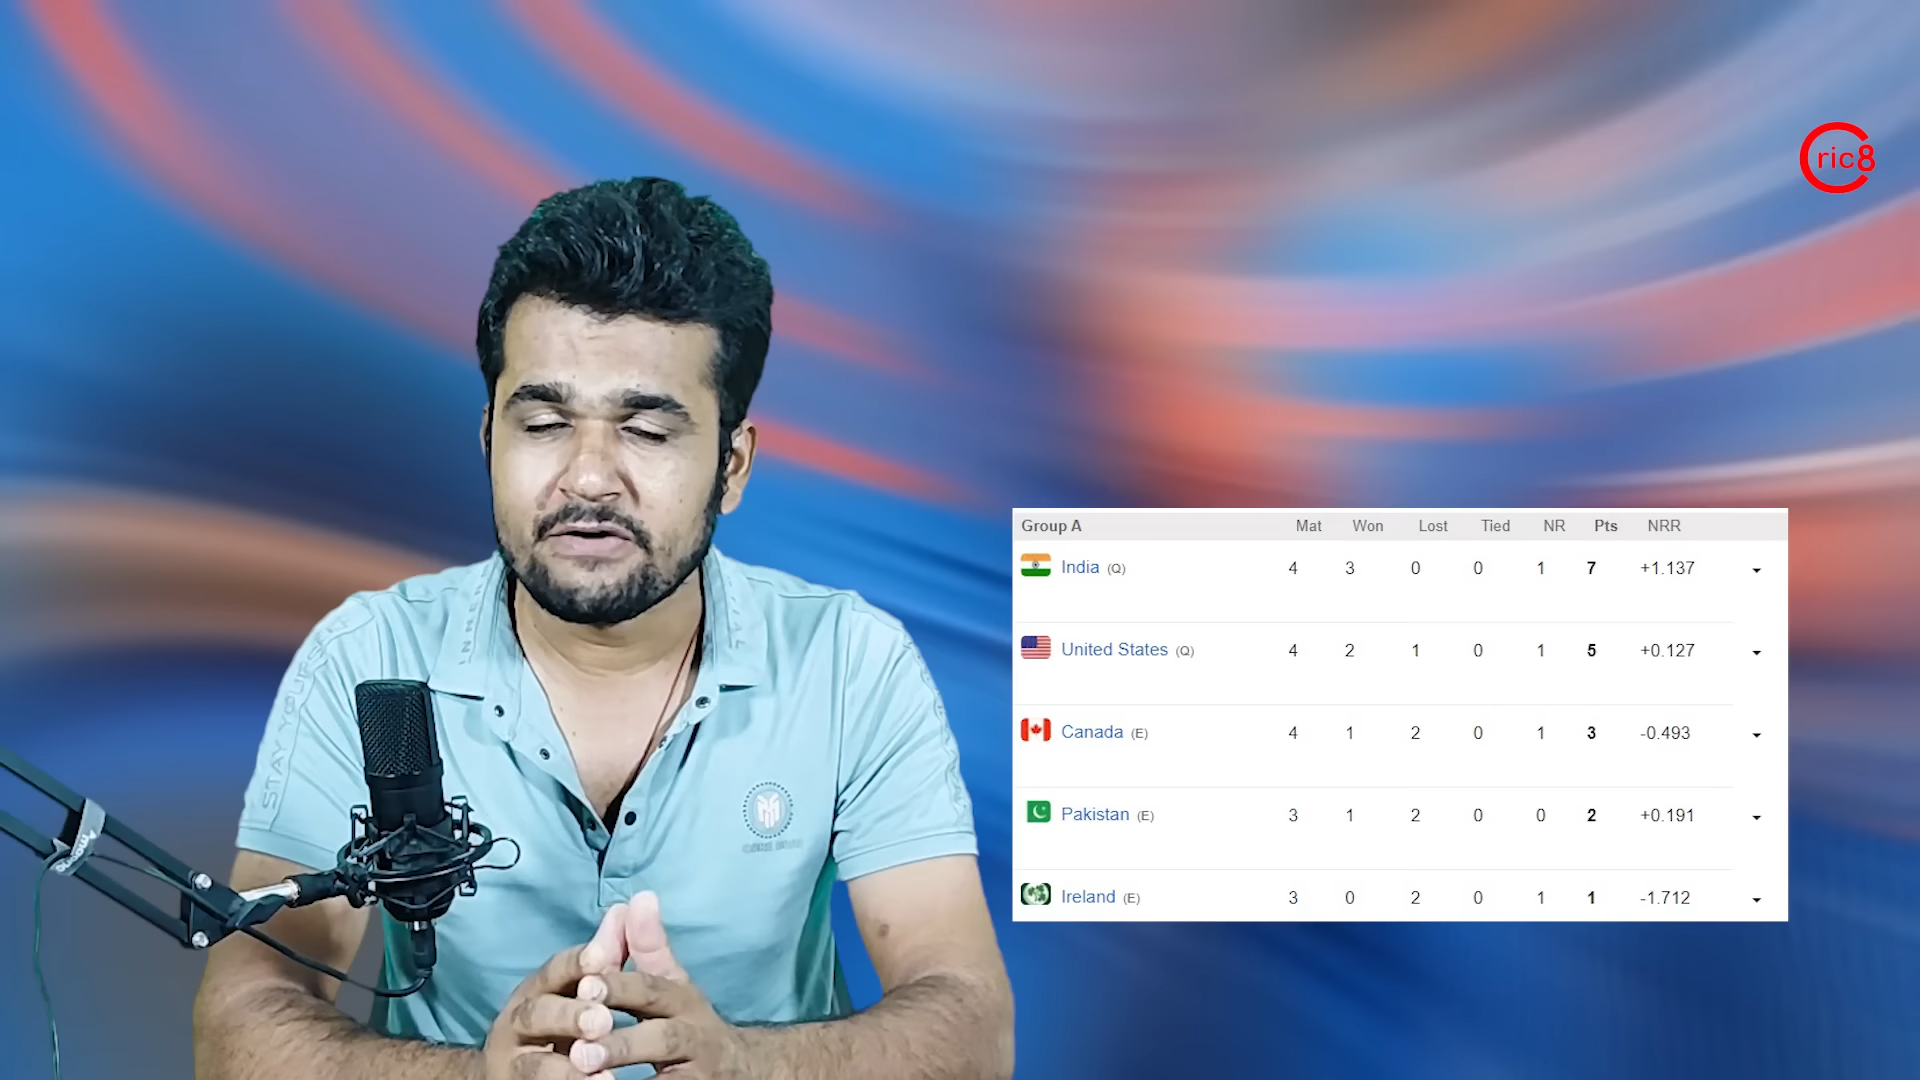 Cric8
Group A Mat Won Lost Tied NR Pts NRR
India (Q) 4 3 0 0 1 7 +1.137
United States (Q) 4 2 1 0 1 5 +0.127
Canada (E) 4 1 2 0 1 3 -0.493
Pakistan (E) 3 1 2 0 0 2 +0.191
Ireland (E) 3 0 2 0 1 1 -1.712
STAY YOURSELF